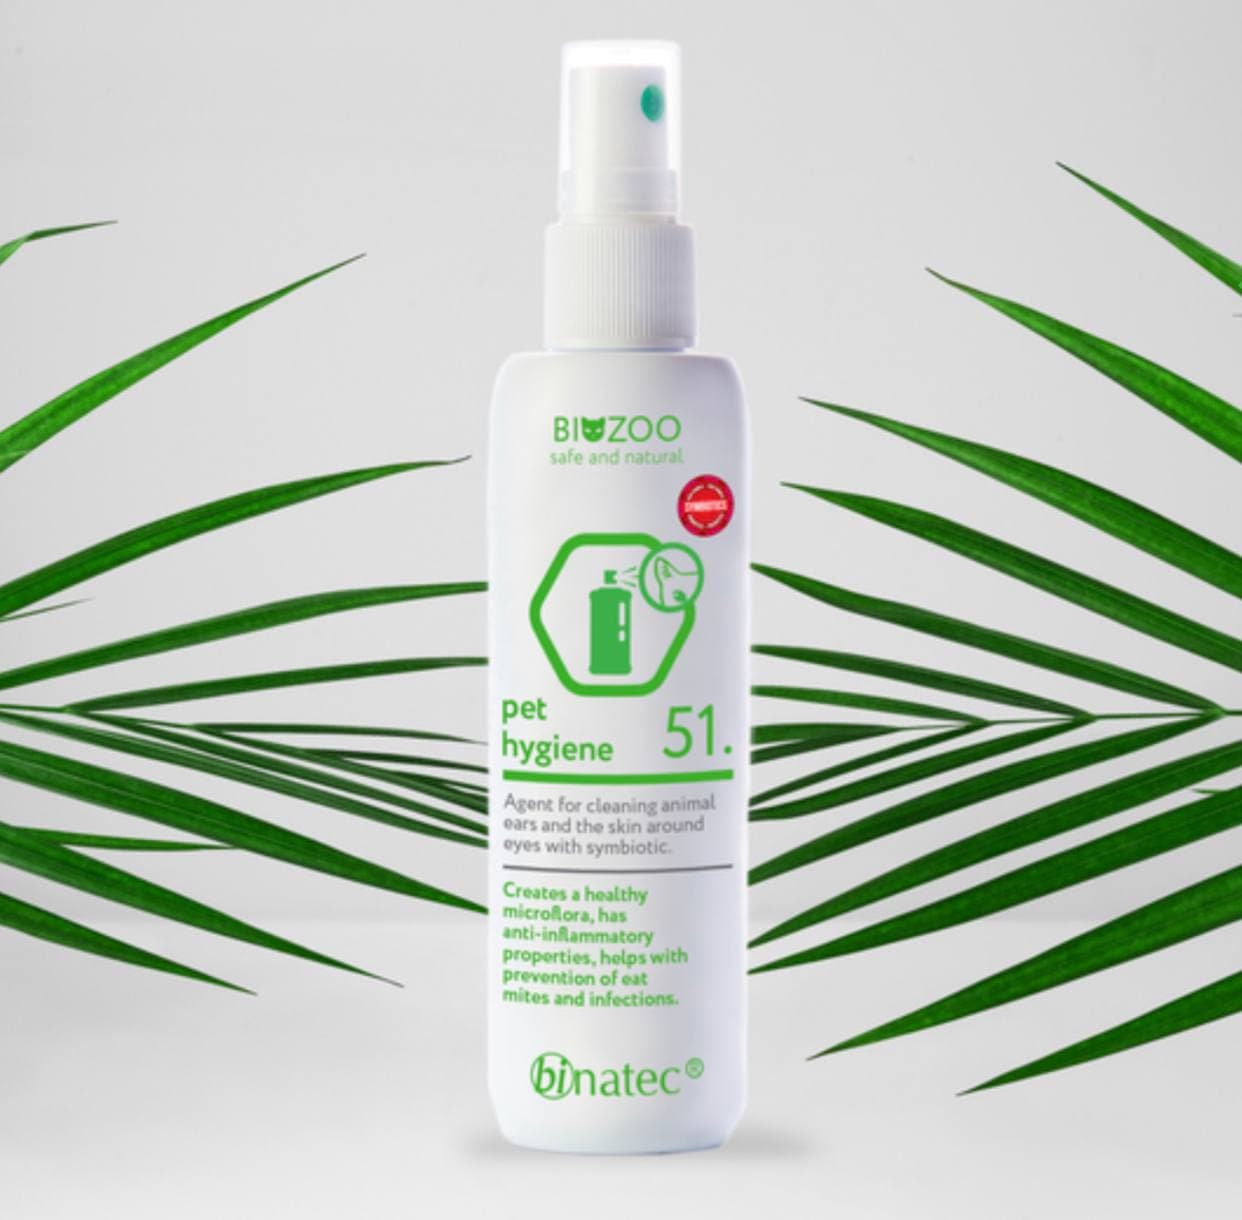 BIOZOO
safe and natural
SYMBIOTICS
pet
hygiene
51.
Agent for cleaning animal
ears and the skin around
eyes with symbiotic.
Creates a healthy
microflora, has
anti-inflammatory
properties, helps with
prevention of eat
mites and infections.
binatec®